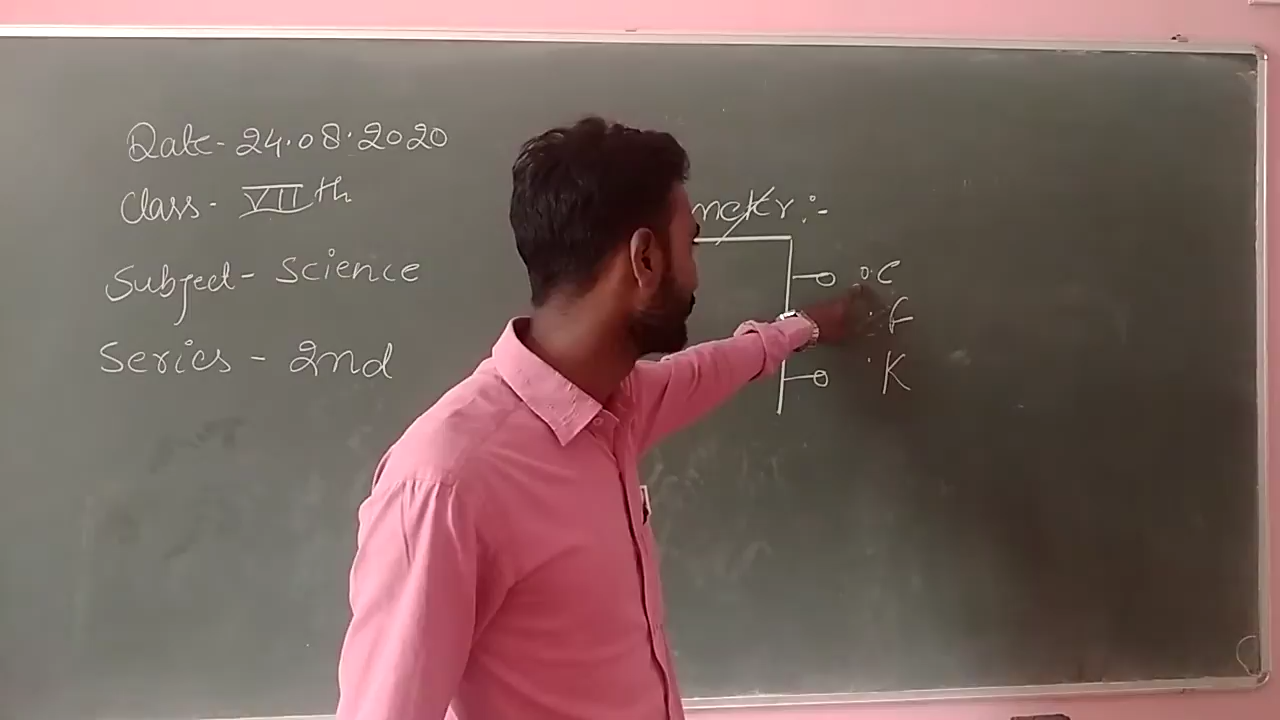 Date- 24.08.2020
Class- VIIth
Subject- Science
Series - 2nd
meter :-
°C
°F
K